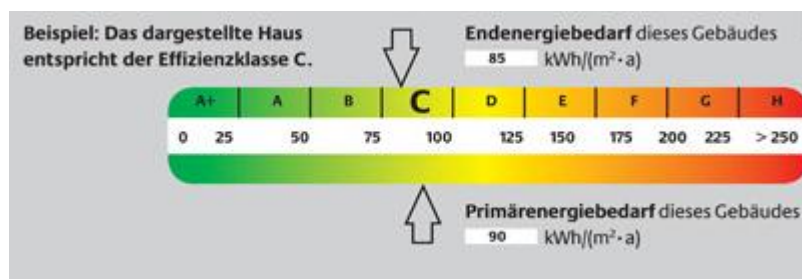 Beispiel: Das dargestellte Haus
entspricht der Effizienzklasse C.
Endenergiebedarf dieses Gebäudes
85 kWh/(m²·a)
A+ A B C D E F G H
0 25 50 75 100 125 150 175 200 225 >250
Primärenergiebedarf dieses Gebäudes
90 kWh/(m²·a)